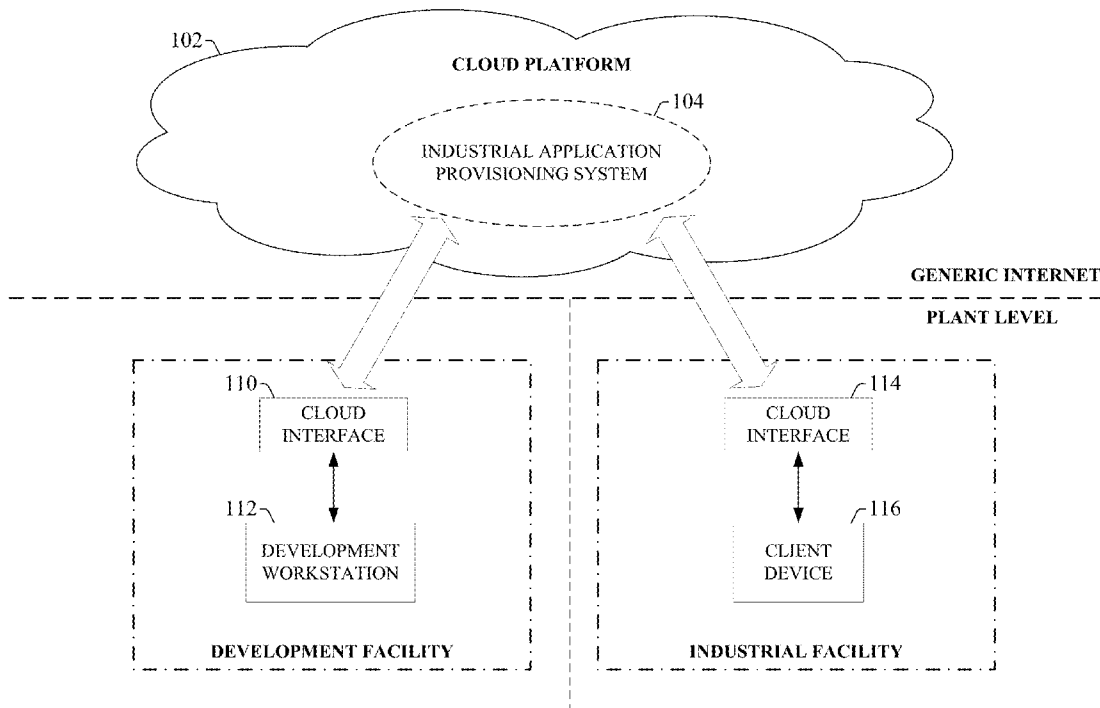 102
CLOUD PLATFORM
104
INDUSTRIAL APPLICATION
PROVISIONING SYSTEM
GENERIC INTERNET
PLANT LEVEL
110
CLOUD
INTERFACE
112
DEVELOPMENT
WORKSTATION
DEVELOPMENT FACILITY
114
CLOUD
INTERFACE
116
CLIENT
DEVICE
INDUSTRIAL FACILITY